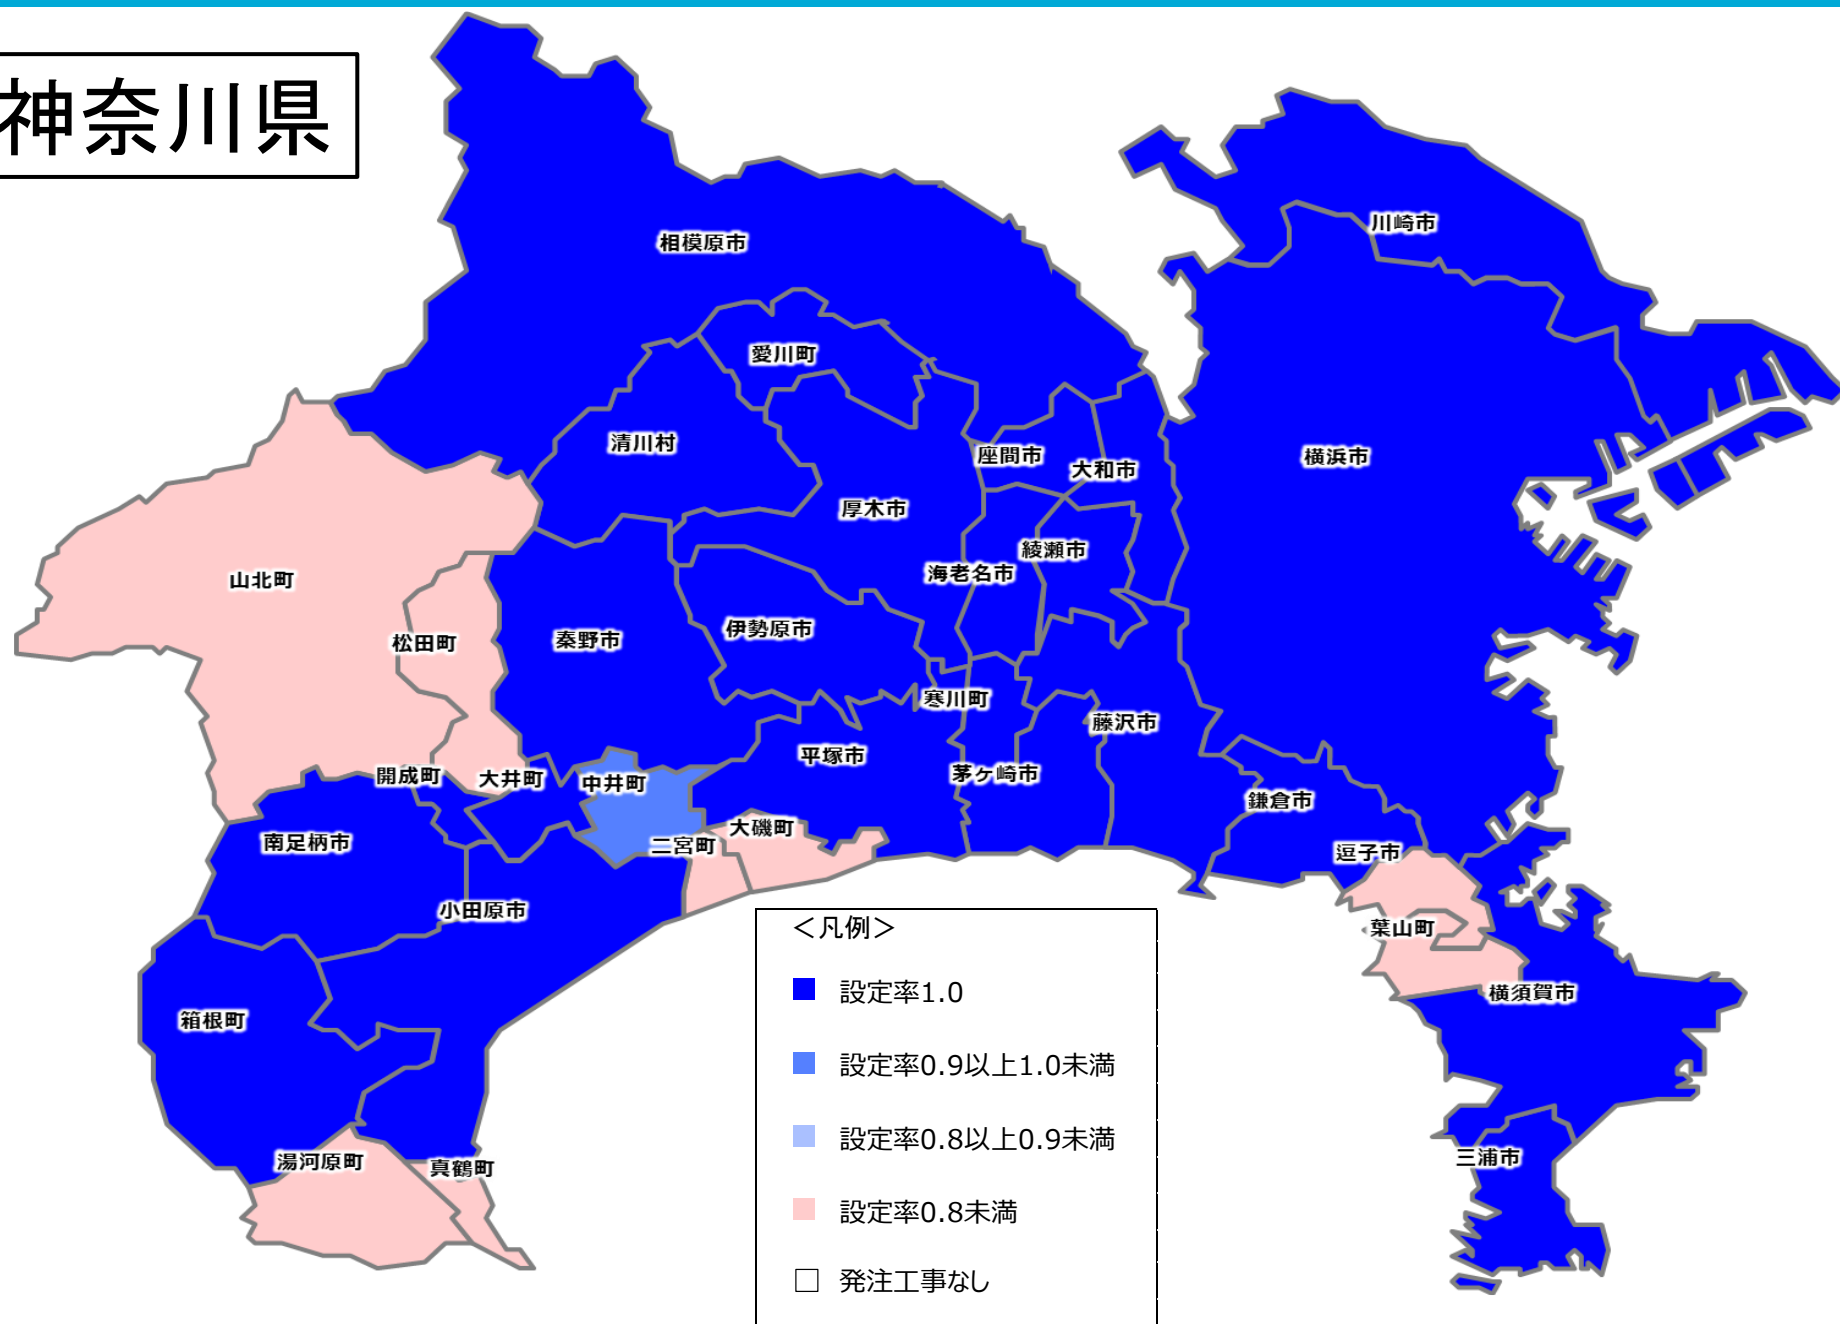 神奈川県
川崎市
相模原市
愛川町
清川村
座間市
大和市
横浜市
厚木市
綾瀬市
海老名市
山北町
松田町
秦野市
伊勢原市
寒川町
藤沢市
平塚市
茅ヶ崎市
開成町
大井町
中井町
鎌倉市
大磯町
南足柄市
二宮町
逗子市
小田原市
葉山町
横須賀市
箱根町
湯河原町
真鶴町
三浦市
＜凡例＞
設定率1.0
設定率0.9以上1.0未満
設定率0.8以上0.9未満
設定率0.8未満
発注工事なし